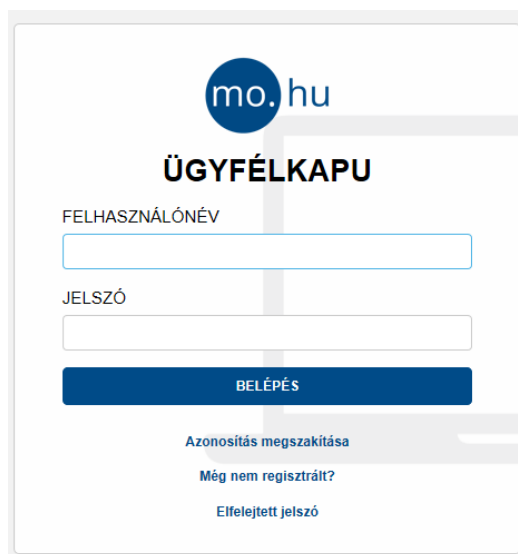 mo.hu
ÜGYFÉLKAPU
FELHASZNÁLÓNÉV
JELSZÓ
BELÉPÉS
Azonosítás megszakítása
Még nem regisztrált?
Elfelejtett jelszó